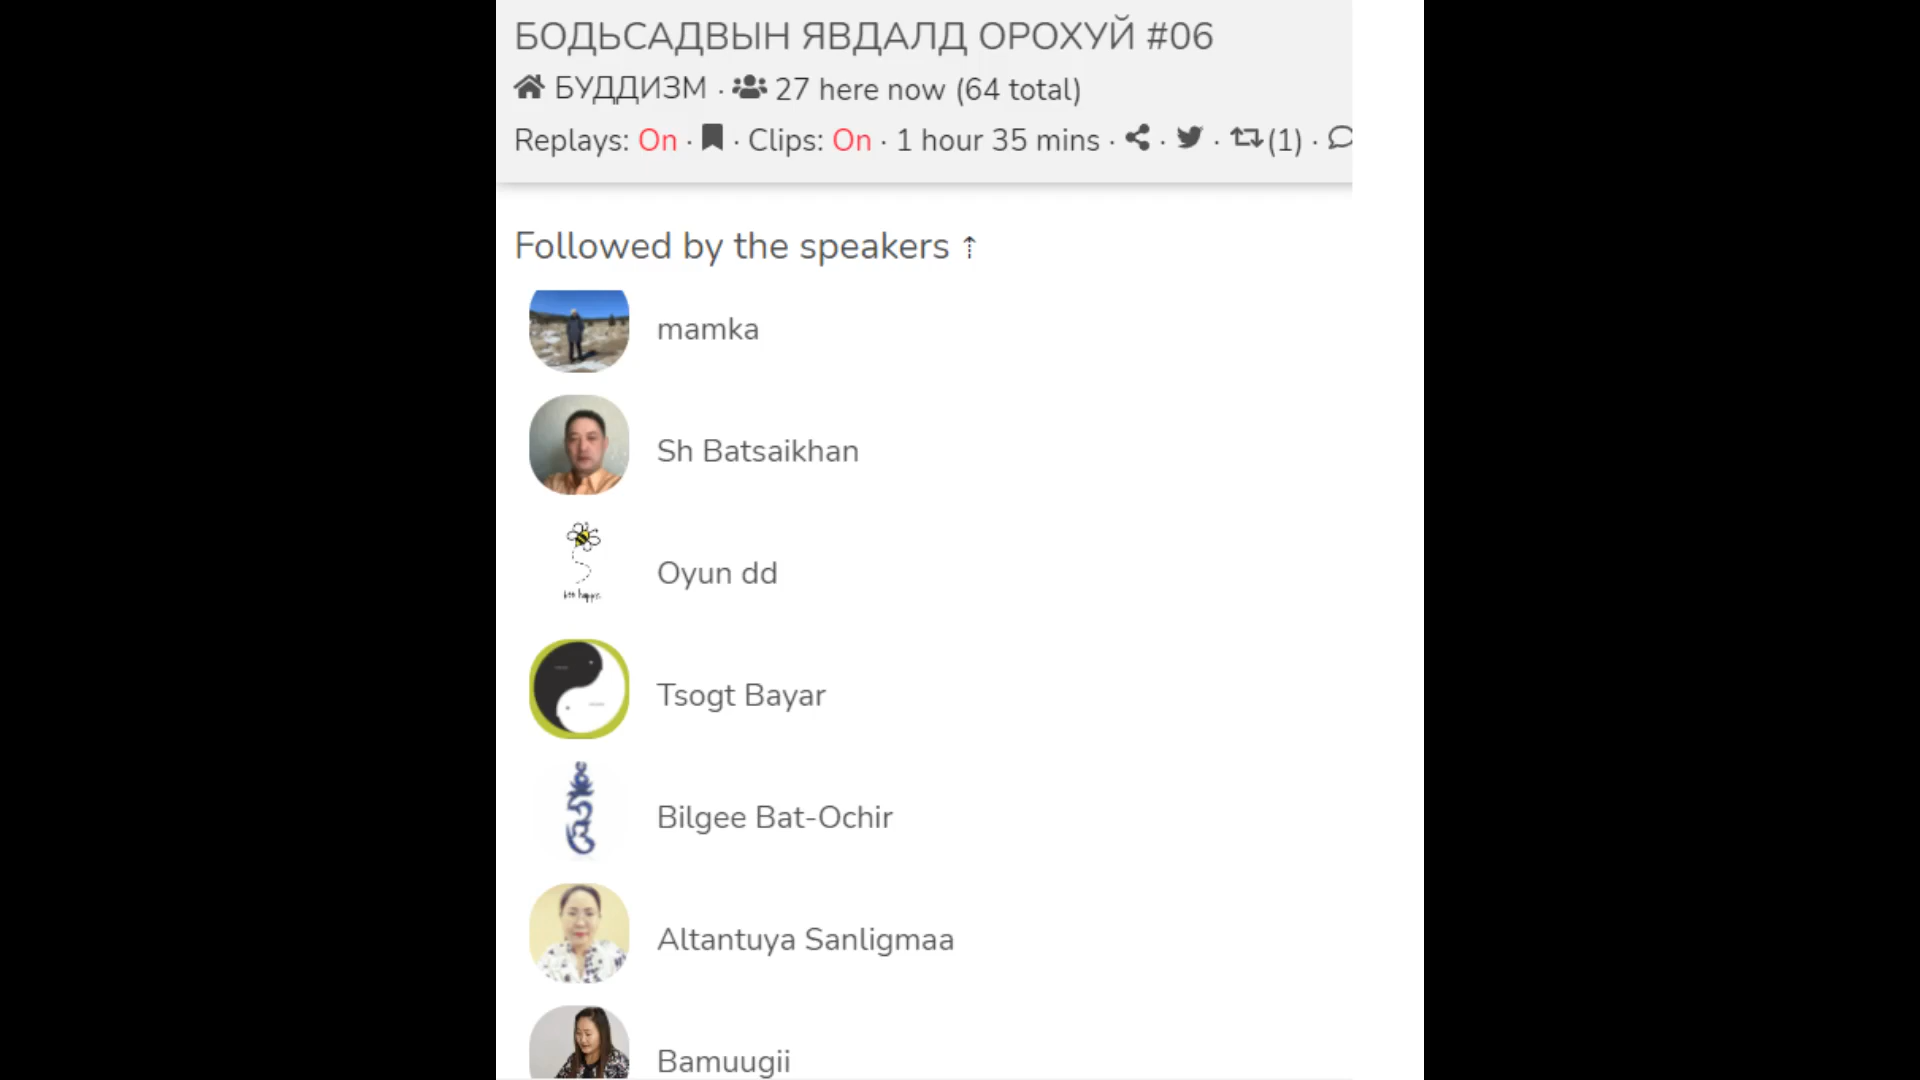 БОДЬСАДВЫН ЯВДАЛД ОРОХУЙ #06
БУДДИЗМ · 27 here now (64 total)
Replays: On · · Clips: On · 1 hour 35 mins · · · (1) ·
Followed by the speakers ⇡
mamka
Sh Batsaikhan
Oyun dd
Tsogt Bayar
Bilgee Bat-Ochir
Altantuya Sanligmaa
Bamuugii